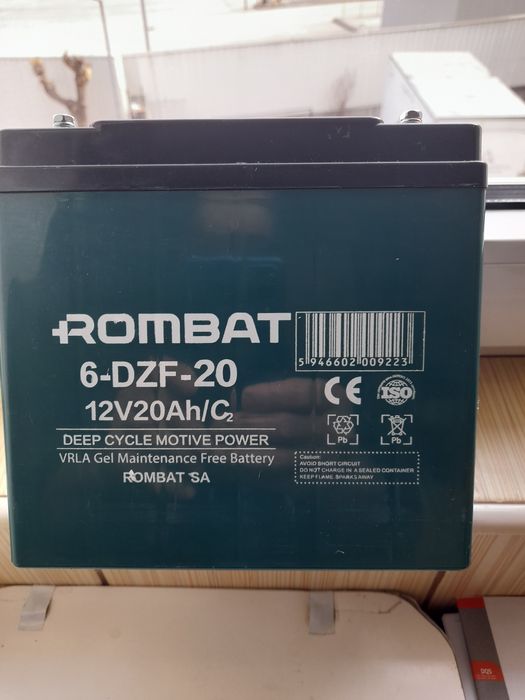 ROMBAT
5 946602 009223
6-DZF-20
CE
ISO
12V20Ah/C2
Pb
Pb
DEEP CYCLE MOTIVE POWER
VRLA Gel Maintenance Free Battery
ROMBAT SA
Caution:
AVOID SHORT CIRCUIT
DO NOT CHARGE IN A SEALED CONTAINER
KEEP FLAME. SPARKS AWAY
DQS